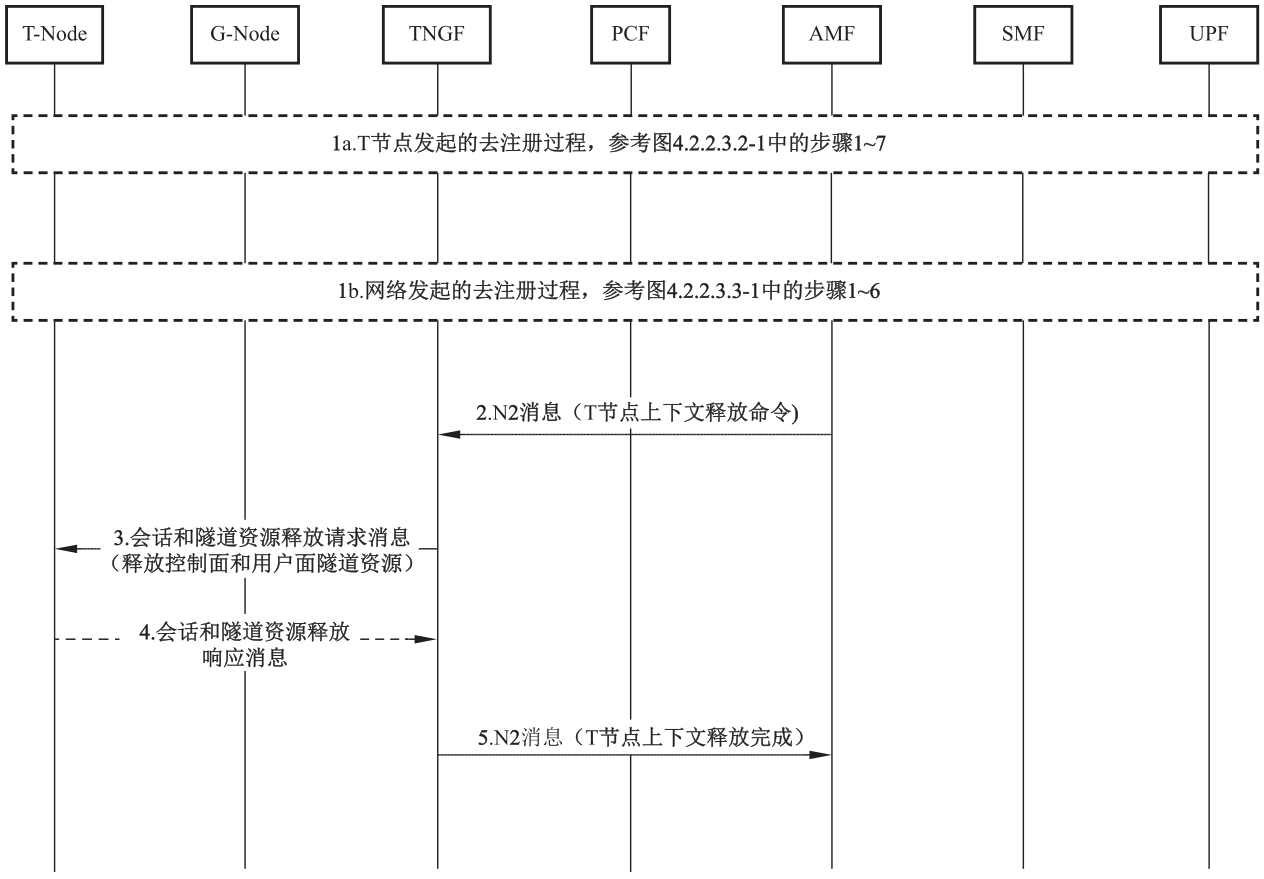 T-Node
G-Node
TNGF
PCF
AMF
SMF
UPF
1a.T节点发起的去注册过程，参考图4.2.2.3.2-1中的步骤1~7
1b.网络发起的去注册过程，参考图4.2.2.3.3-1中的步骤1~6
2.N2消息（T节点上下文释放命令)
3.会话和隧道资源释放请求消息
（释放控制面和用户面隧道资源）
4.会话和隧道资源释放
响应消息
5.N2消息（T节点上下文释放完成）